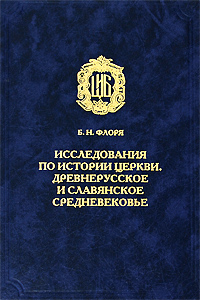 Б. Н. ФЛОРЯ
ИССЛЕДОВАНИЯ
ПО ИСТОРИИ ЦЕРКВИ.
ДРЕВНЕРУССКОЕ
И СЛАВЯНСКОЕ
СРЕДНЕВЕКОВЬЕ